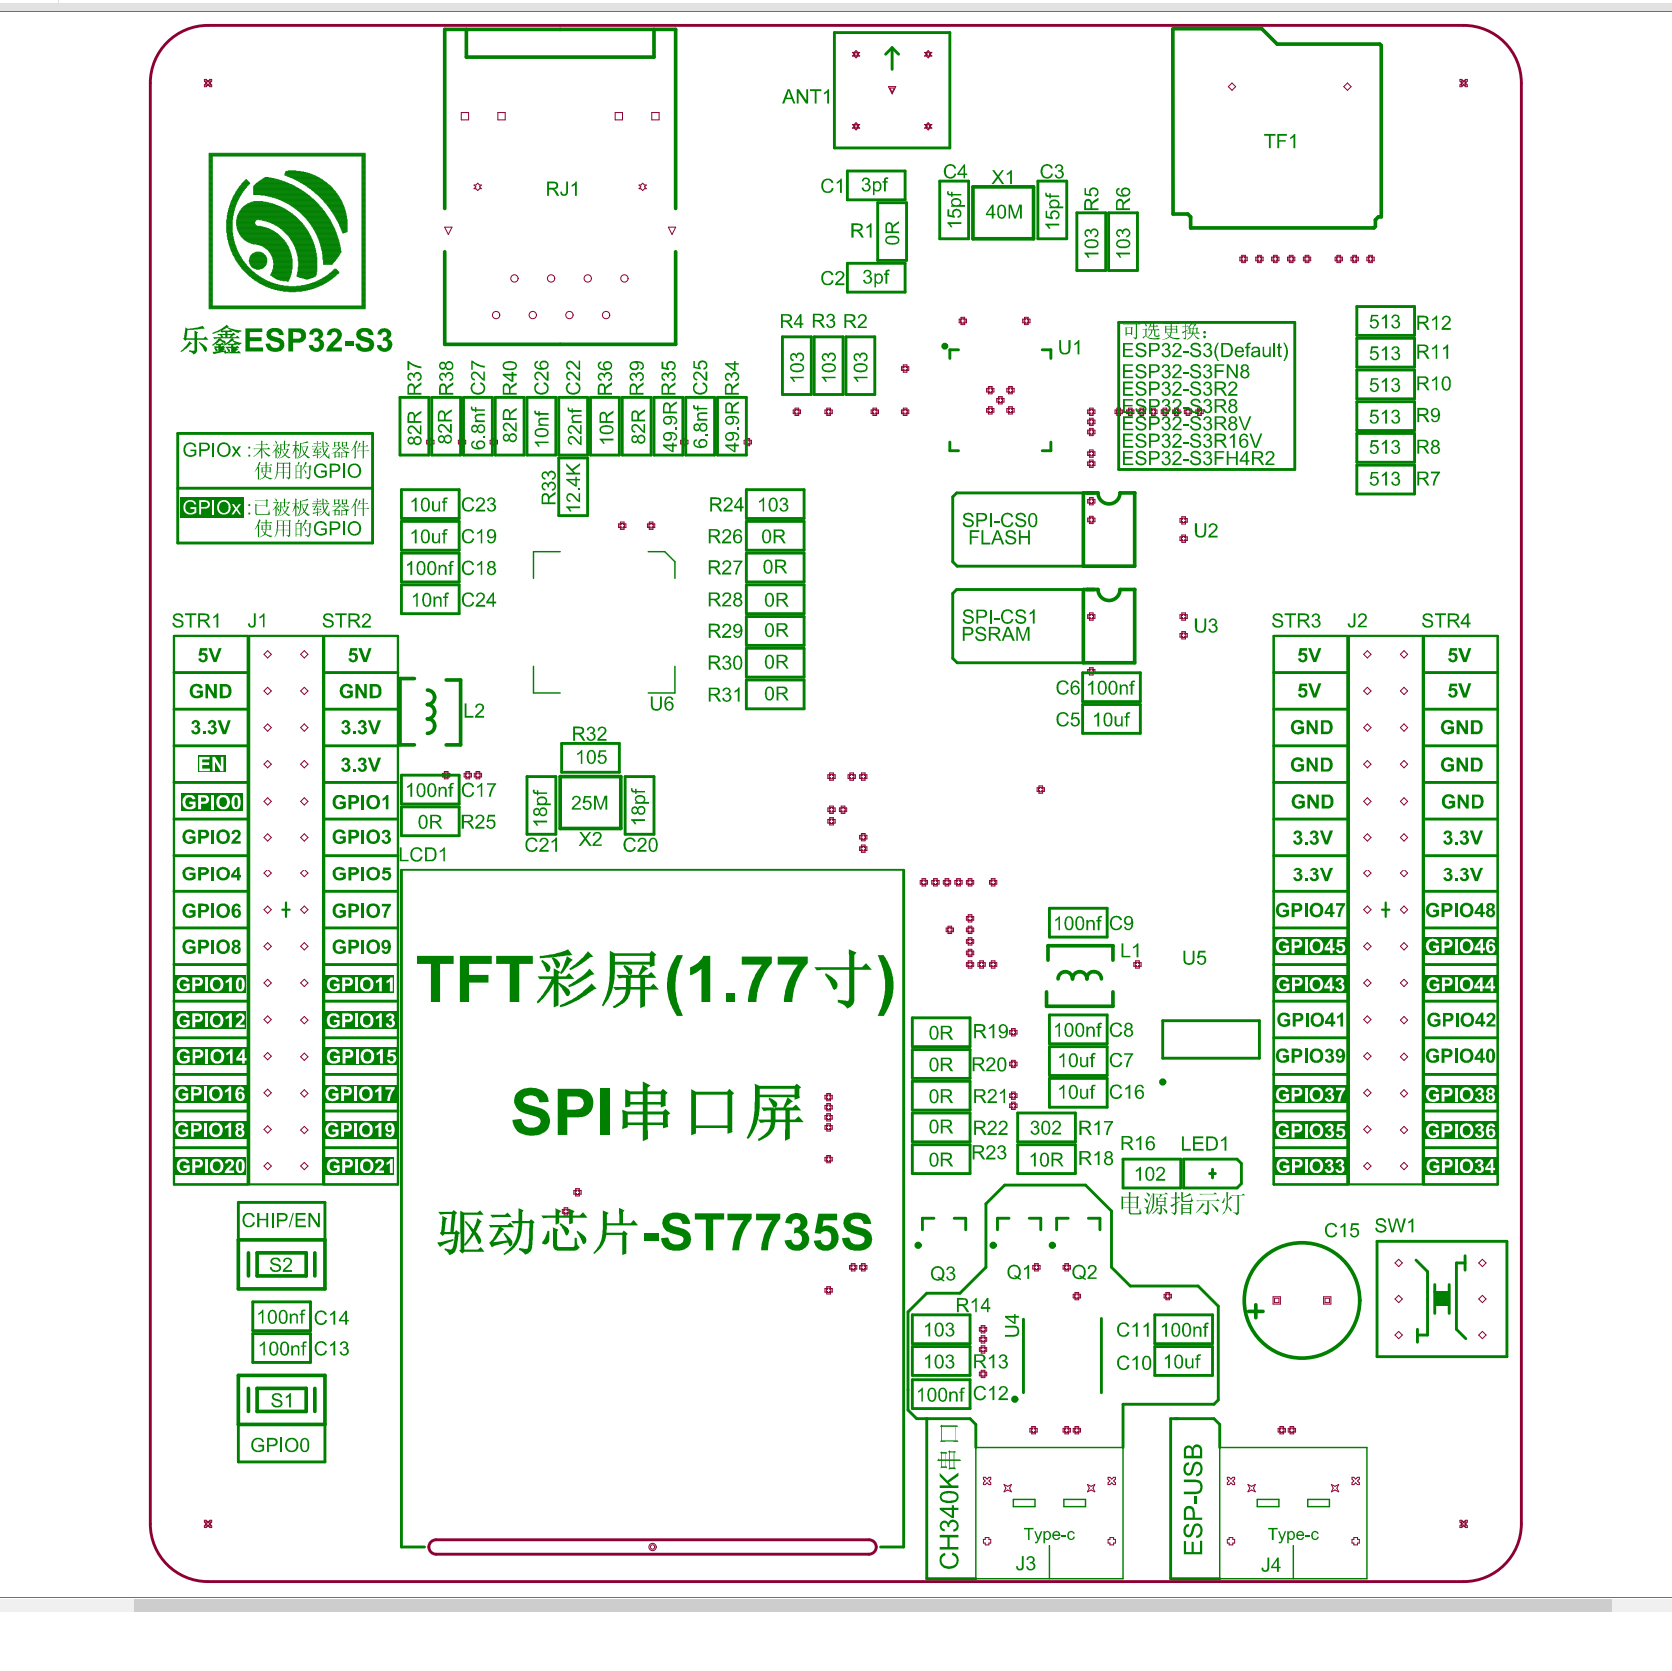 ANT1
TF1
RJ1
C1 3pf
R1 0R
C2 3pf
C4 15pf
X1 40M
C3 15pf
R5 103
R6 103
乐鑫ESP32-S3
R4 103
R3 103
R2 103
U1
可选更换：
ESP32-S3(Default)
ESP32-S3FN8
ESP32-S3R2
ESP32-S3R8
ESP32-S3R8V
ESP32-S3R16V
ESP32-S3FH4R2
513 R12
513 R11
513 R10
513 R9
513 R8
513 R7
R37 82R
R38 82R
C27 6.8nf
R40 82R
C26 10nf
C22 22nf
R36 10R
R39 82R
R35 49.9R
C25 6.8nf
R34 49.9R
R33 12.4K
GPIOx:未被板载器件
使用的GPIO
GPIOx:已被板载器件
使用的GPIO
10uf C23
10uf C19
100nf C18
10nf C24
R24 103
R26 0R
R27 0R
R28 0R
R29 0R
R30 0R
R31 0R
U6
SPI-CS0
FLASH
U2
SPI-CS1
PSRAM
U3
C6 100nf
C5 10uf
STR1 J1 STR2
5V 5V
GND GND
3.3V 3.3V
EN 3.3V
GPIO0 GPIO1
GPIO2 GPIO3
GPIO4 GPIO5
GPIO6 GPIO7
GPIO8 GPIO9
GPIO10 GPIO11
GPIO12 GPIO13
GPIO14 GPIO15
GPIO16 GPIO17
GPIO18 GPIO19
GPIO20 GPIO21
STR3 J2 STR4
5V 5V
5V 5V
GND GND
GND GND
GND GND
3.3V 3.3V
3.3V 3.3V
GPIO47 GPIO48
GPIO45 GPIO46
GPIO43 GPIO44
GPIO41 GPIO42
GPIO39 GPIO40
GPIO37 GPIO38
GPIO35 GPIO36
GPIO33 GPIO34
L2
R32
105
100nf C17
0R R25
18pf C21
25M X2
18pf C20
LCD1
TFT彩屏(1.77寸)
SPI串口屏
驱动芯片-ST7735S
100nf C9
L1
U5
0R R19
0R R20
0R R21
0R R22
0R R23
100nf C8
10uf C7
10uf C16
302 R17
10R R18
R16 LED1
102
电源指示灯
CHIP/EN
S2
100nf C14
100nf C13
S1
GPIO0
Q3
Q1
Q2
R14
103
103 R13
100nf C12
U4
C11 100nf
C10 10uf
C15
SW1
CH340K串口
Type-c
J3
ESP-USB
Type-c
J4